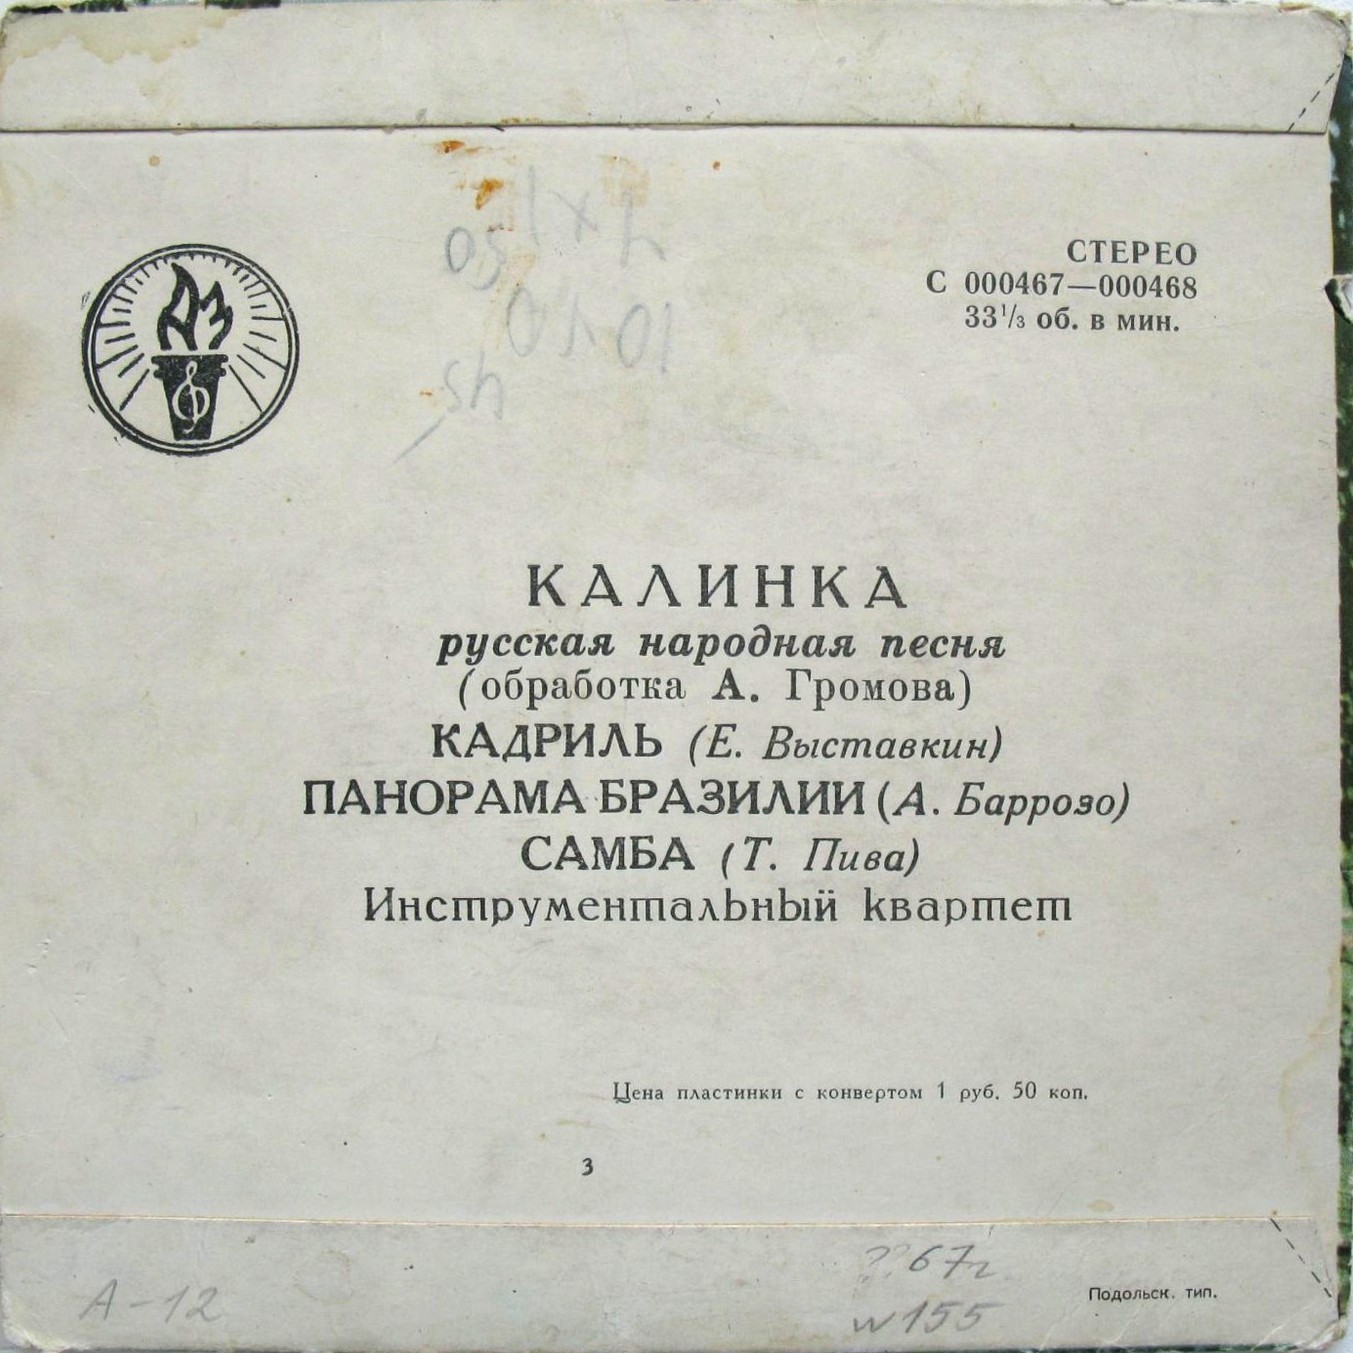 АЗ
СТЕРЕО
С 000467—000468
33⅓ об. в мин.
КАЛИНКА
русская народная песня
(обработка А. Громова)
КАДРИЛЬ (Е. Выставкин)
ПАНОРАМА БРАЗИЛИИ (А. Баррозо)
САМБА (Т. Пива)
Инструментальный квартет
Цена пластинки с конвертом 1 руб. 50 коп.
3
А-12
??67г
w155
Подольск. тип.